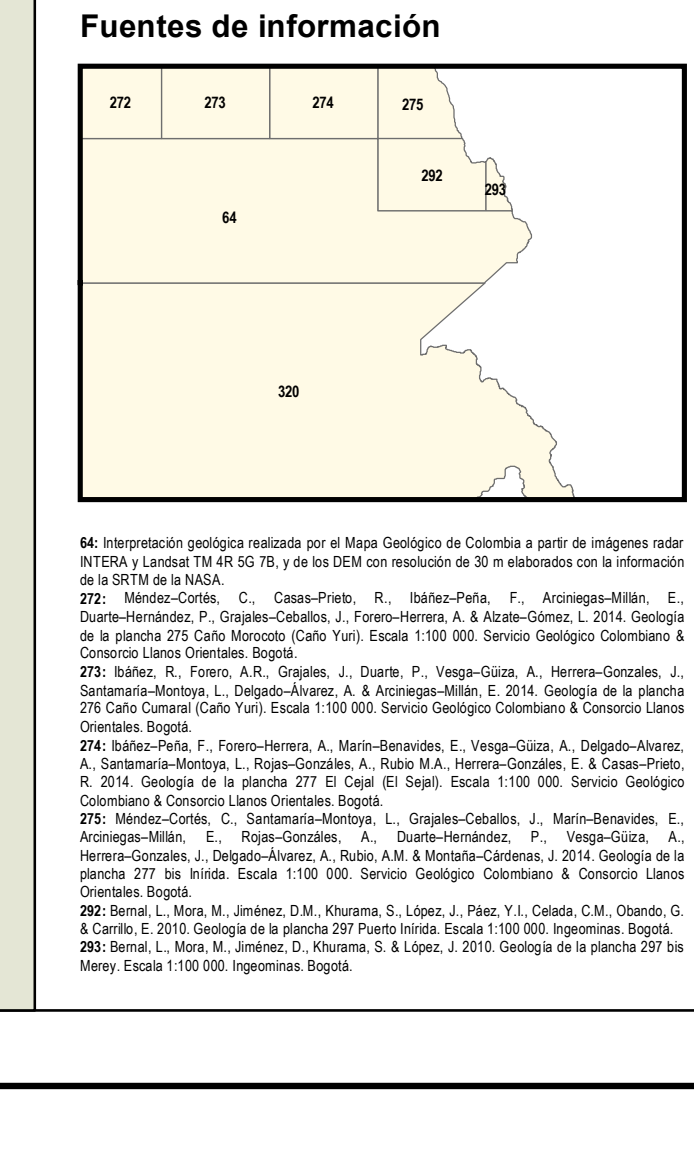 Fuentes de información
272
273
274
275
292
293
64
320
64: Interpretación geológica realizada por el Mapa Geológico de Colombia a partir de imágenes radar
INTERA y Landsat TM 4R 5G 7B, y de los DEM con resolución de 30 m elaborados con la información
de la SRTM de la NASA.
272: Méndez–Cortés, C., Casas–Prieto, R., Ibáñez–Peña, F., Arciniegas–Millán, E.,
Duarte–Hernández, P., Grajales–Ceballos, J., Forero–Herrera, A. & Alzate–Gómez, L. 2014. Geología
de la plancha 275 Caño Morocoto (Caño Yuri). Escala 1:100 000. Servicio Geológico Colombiano &
Consorcio Llanos Orientales. Bogotá.
273: Ibáñez, R., Forero, A.R., Grajales, J., Duarte, P., Vesga–Güiza, A., Herrera–Gonzales, J.,
Santamaría–Montoya, L., Delgado–Álvarez, A. & Arciniegas–Millán, E. 2014. Geología de la plancha
276 Caño Cumaral (Caño Yuri). Escala 1:100 000. Servicio Geológico Colombiano & Consorcio Llanos
Orientales. Bogotá.
274: Ibáñez–Peña, F., Forero–Herrera, A., Marín–Benavides, E., Vesga–Güiza, A., Delgado–Alvarez,
A., Santamaría–Montoya, L., Rojas–Gonzáles, A., Rubio M.A., Herrera–Gonzáles, E. & Casas–Prieto,
R. 2014. Geología de la plancha 277 El Cejal (El Sejal). Escala 1:100 000. Servicio Geológico
Colombiano & Consorcio Llanos Orientales. Bogotá.
275: Méndez–Cortés, C., Santamaría–Montoya, L., Grajales–Ceballos, J., Marín–Benavides, E.,
Arciniegas–Millán, E., Rojas–Gonzáles, A., Duarte–Hernández, P., Vesga–Güiza, A.,
Herrera–Gonzales, J., Delgado–Álvarez, A., Rubio, A.M. & Montaña–Cárdenas, J. 2014. Geología de la
plancha 277 bis Inírida. Escala 1:100 000. Servicio Geológico Colombiano & Consorcio Llanos
Orientales. Bogotá.
292: Bernal, L., Mora, M., Jiménez, D.M., Khurama, S., López, J., Páez, Y.I., Celada, C.M., Obando, G.
& Carrillo, E. 2010. Geología de la plancha 297 Puerto Inírida. Escala 1:100 000. Ingeominas. Bogotá.
293: Bernal, L., Mora, M., Jiménez, D., Khurama, S. & López, J. 2010. Geología de la plancha 297 bis
Merey. Escala 1:100 000. Ingeominas. Bogotá.